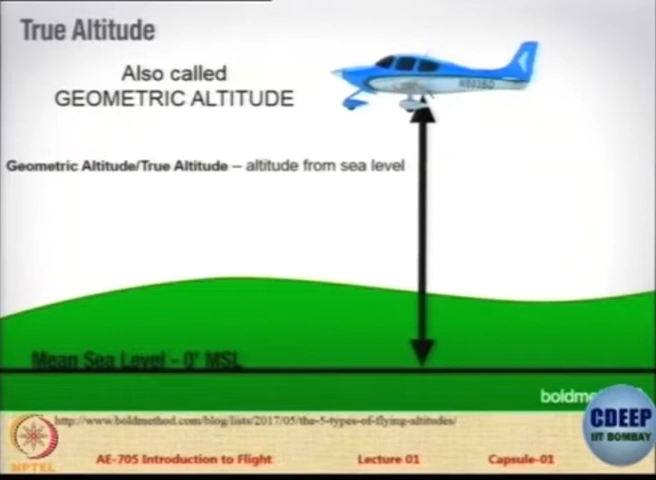 True Altitude
Also called
GEOMETRIC ALTITUDE
Geometric Altitude/True Altitude – altitude from sea level
Mean Sea Level - 0' MSL
http://www.boldmethod.com/blog/lists/2017/05/the-5-types-of-flying-altitudes/
CDEEP
IIT BOMBAY
NPTEL
AE-705 Introduction to Flight Lecture 01 Capsule-01